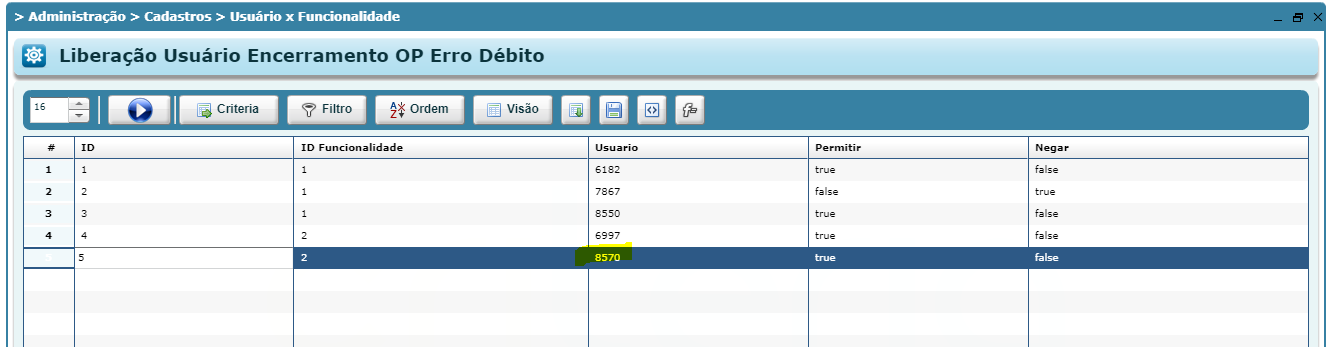 > Administração > Cadastros > Usuário x Funcionalidade
Liberação Usuário Encerramento OP Erro Débito
16 Criteria Filtro Ordem Visão
# ID ID Funcionalidade Usuario Permitir Negar
1 1 1 6182 true false
2 2 1 7867 false true
3 3 1 8550 true false
4 4 2 6997 true false
5 5 2 8570 true false